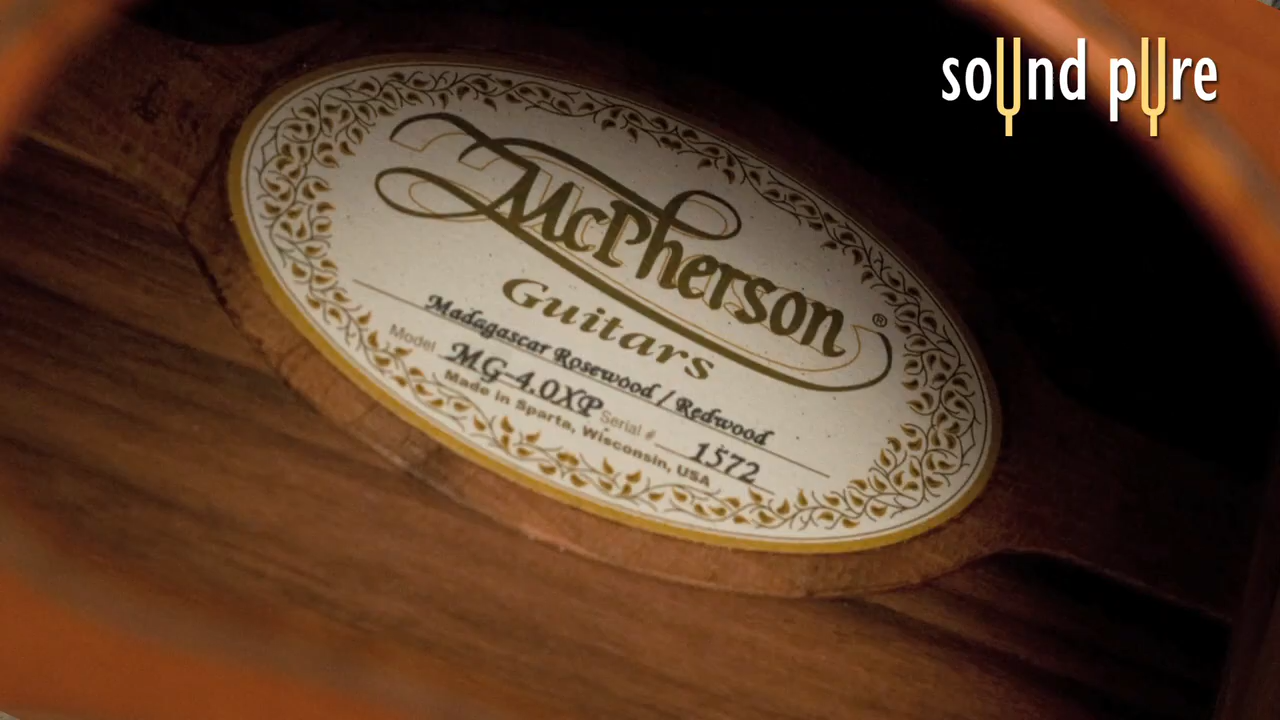 sound pure
McPherson®
Guitars
Madagascar Rosewood / Redwood
Model MG-4.0XP Serial # 1572
Made in Sparta, Wisconsin, USA